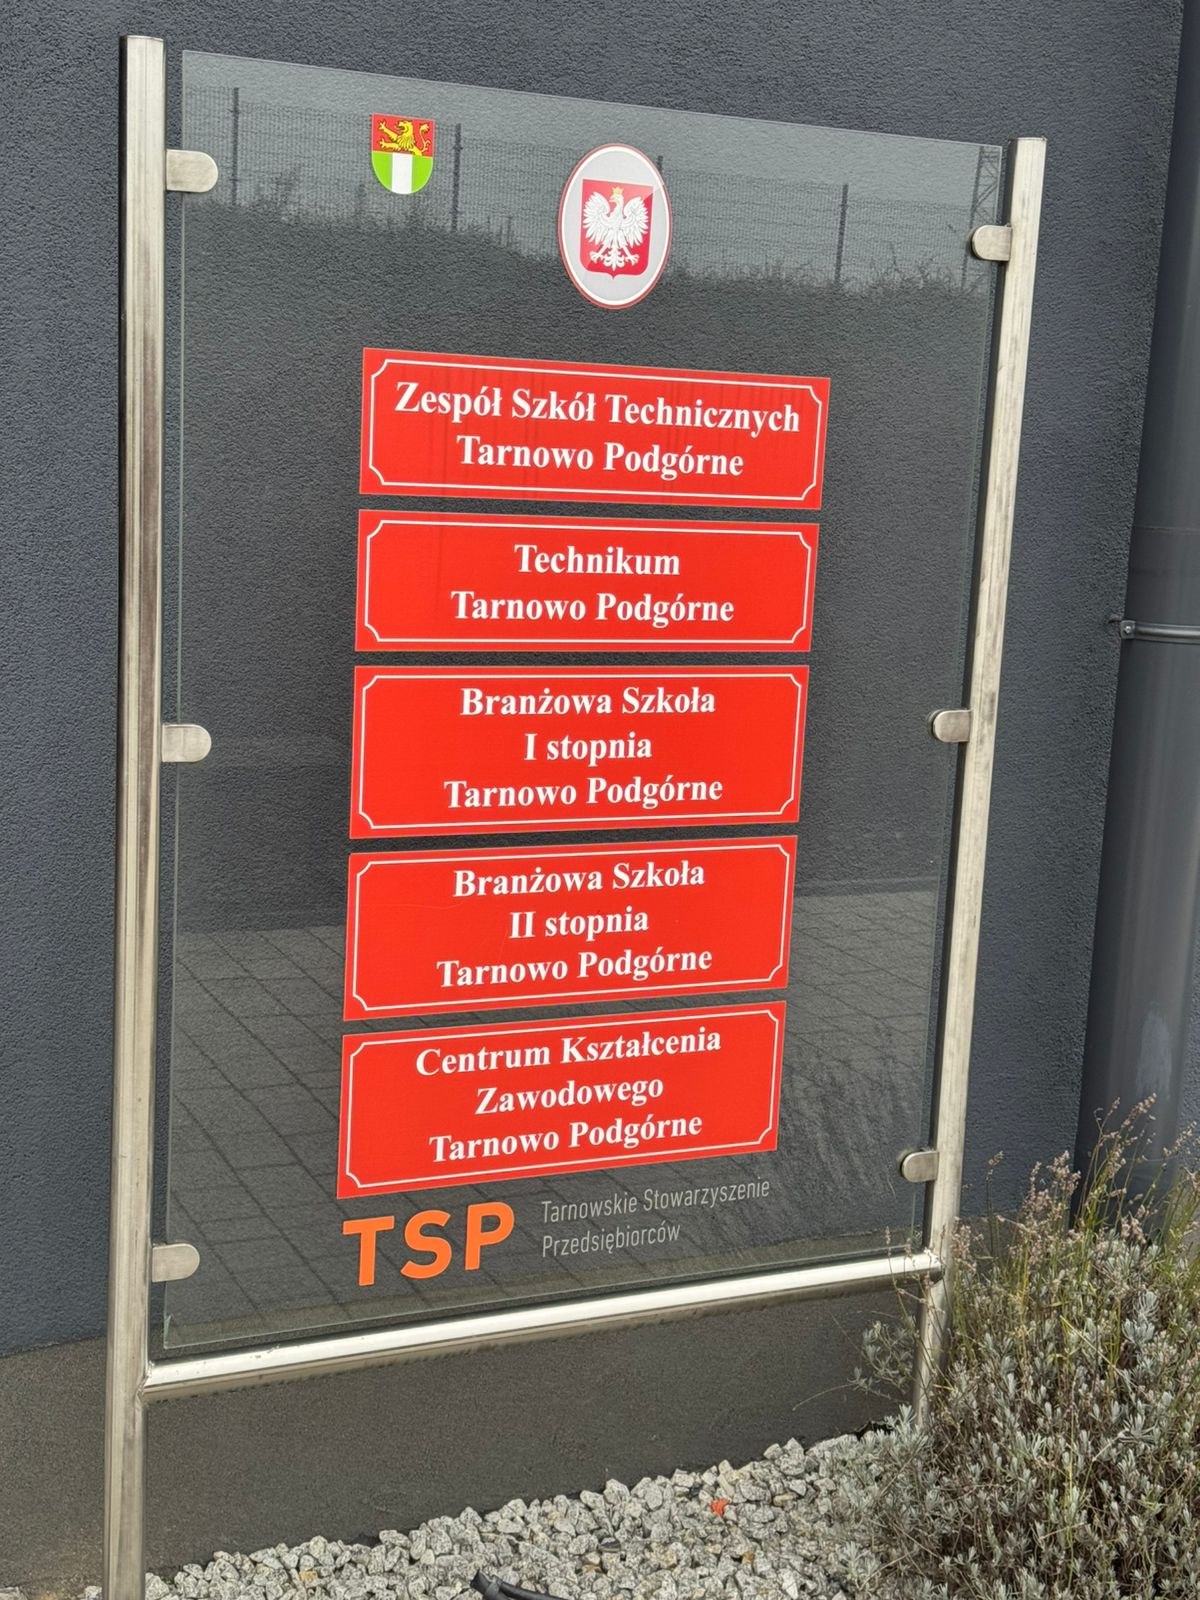 Zespół Szkół Technicznych
Tarnowo Podgórne
Technikum
Tarnowo Podgórne
Branżowa Szkoła
I stopnia
Tarnowo Podgórne
Branżowa Szkoła
II stopnia
Tarnowo Podgórne
Centrum Kształcenia
Zawodowego
Tarnowo Podgórne
TSP
Tarnowskie Stowarzyszenie
Przedsiębiorców